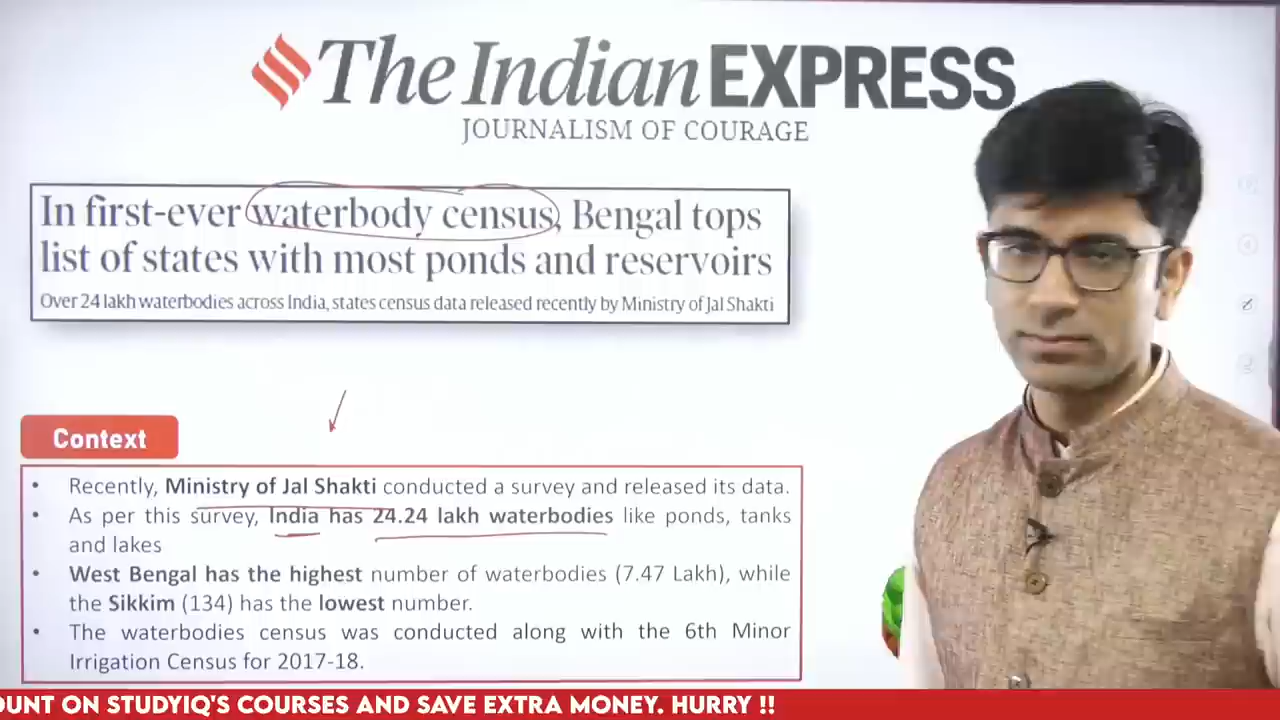 The Indian EXPRESS
JOURNALISM OF COURAGE
In first-ever waterbody census, Bengal tops
list of states with most ponds and reservoirs
Over 24 lakh waterbodies across India, states census data released recently by Ministry of Jal Shakti
Context
• Recently, Ministry of Jal Shakti conducted a survey and released its data.
• As per this survey, India has 24.24 lakh waterbodies like ponds, tanks
and lakes
• West Bengal has the highest number of waterbodies (7.47 Lakh), while
the Sikkim (134) has the lowest number.
• The waterbodies census was conducted along with the 6th Minor
Irrigation Census for 2017-18.
OUNT ON STUDYIQ'S COURSES AND SAVE EXTRA MONEY. HURRY !!